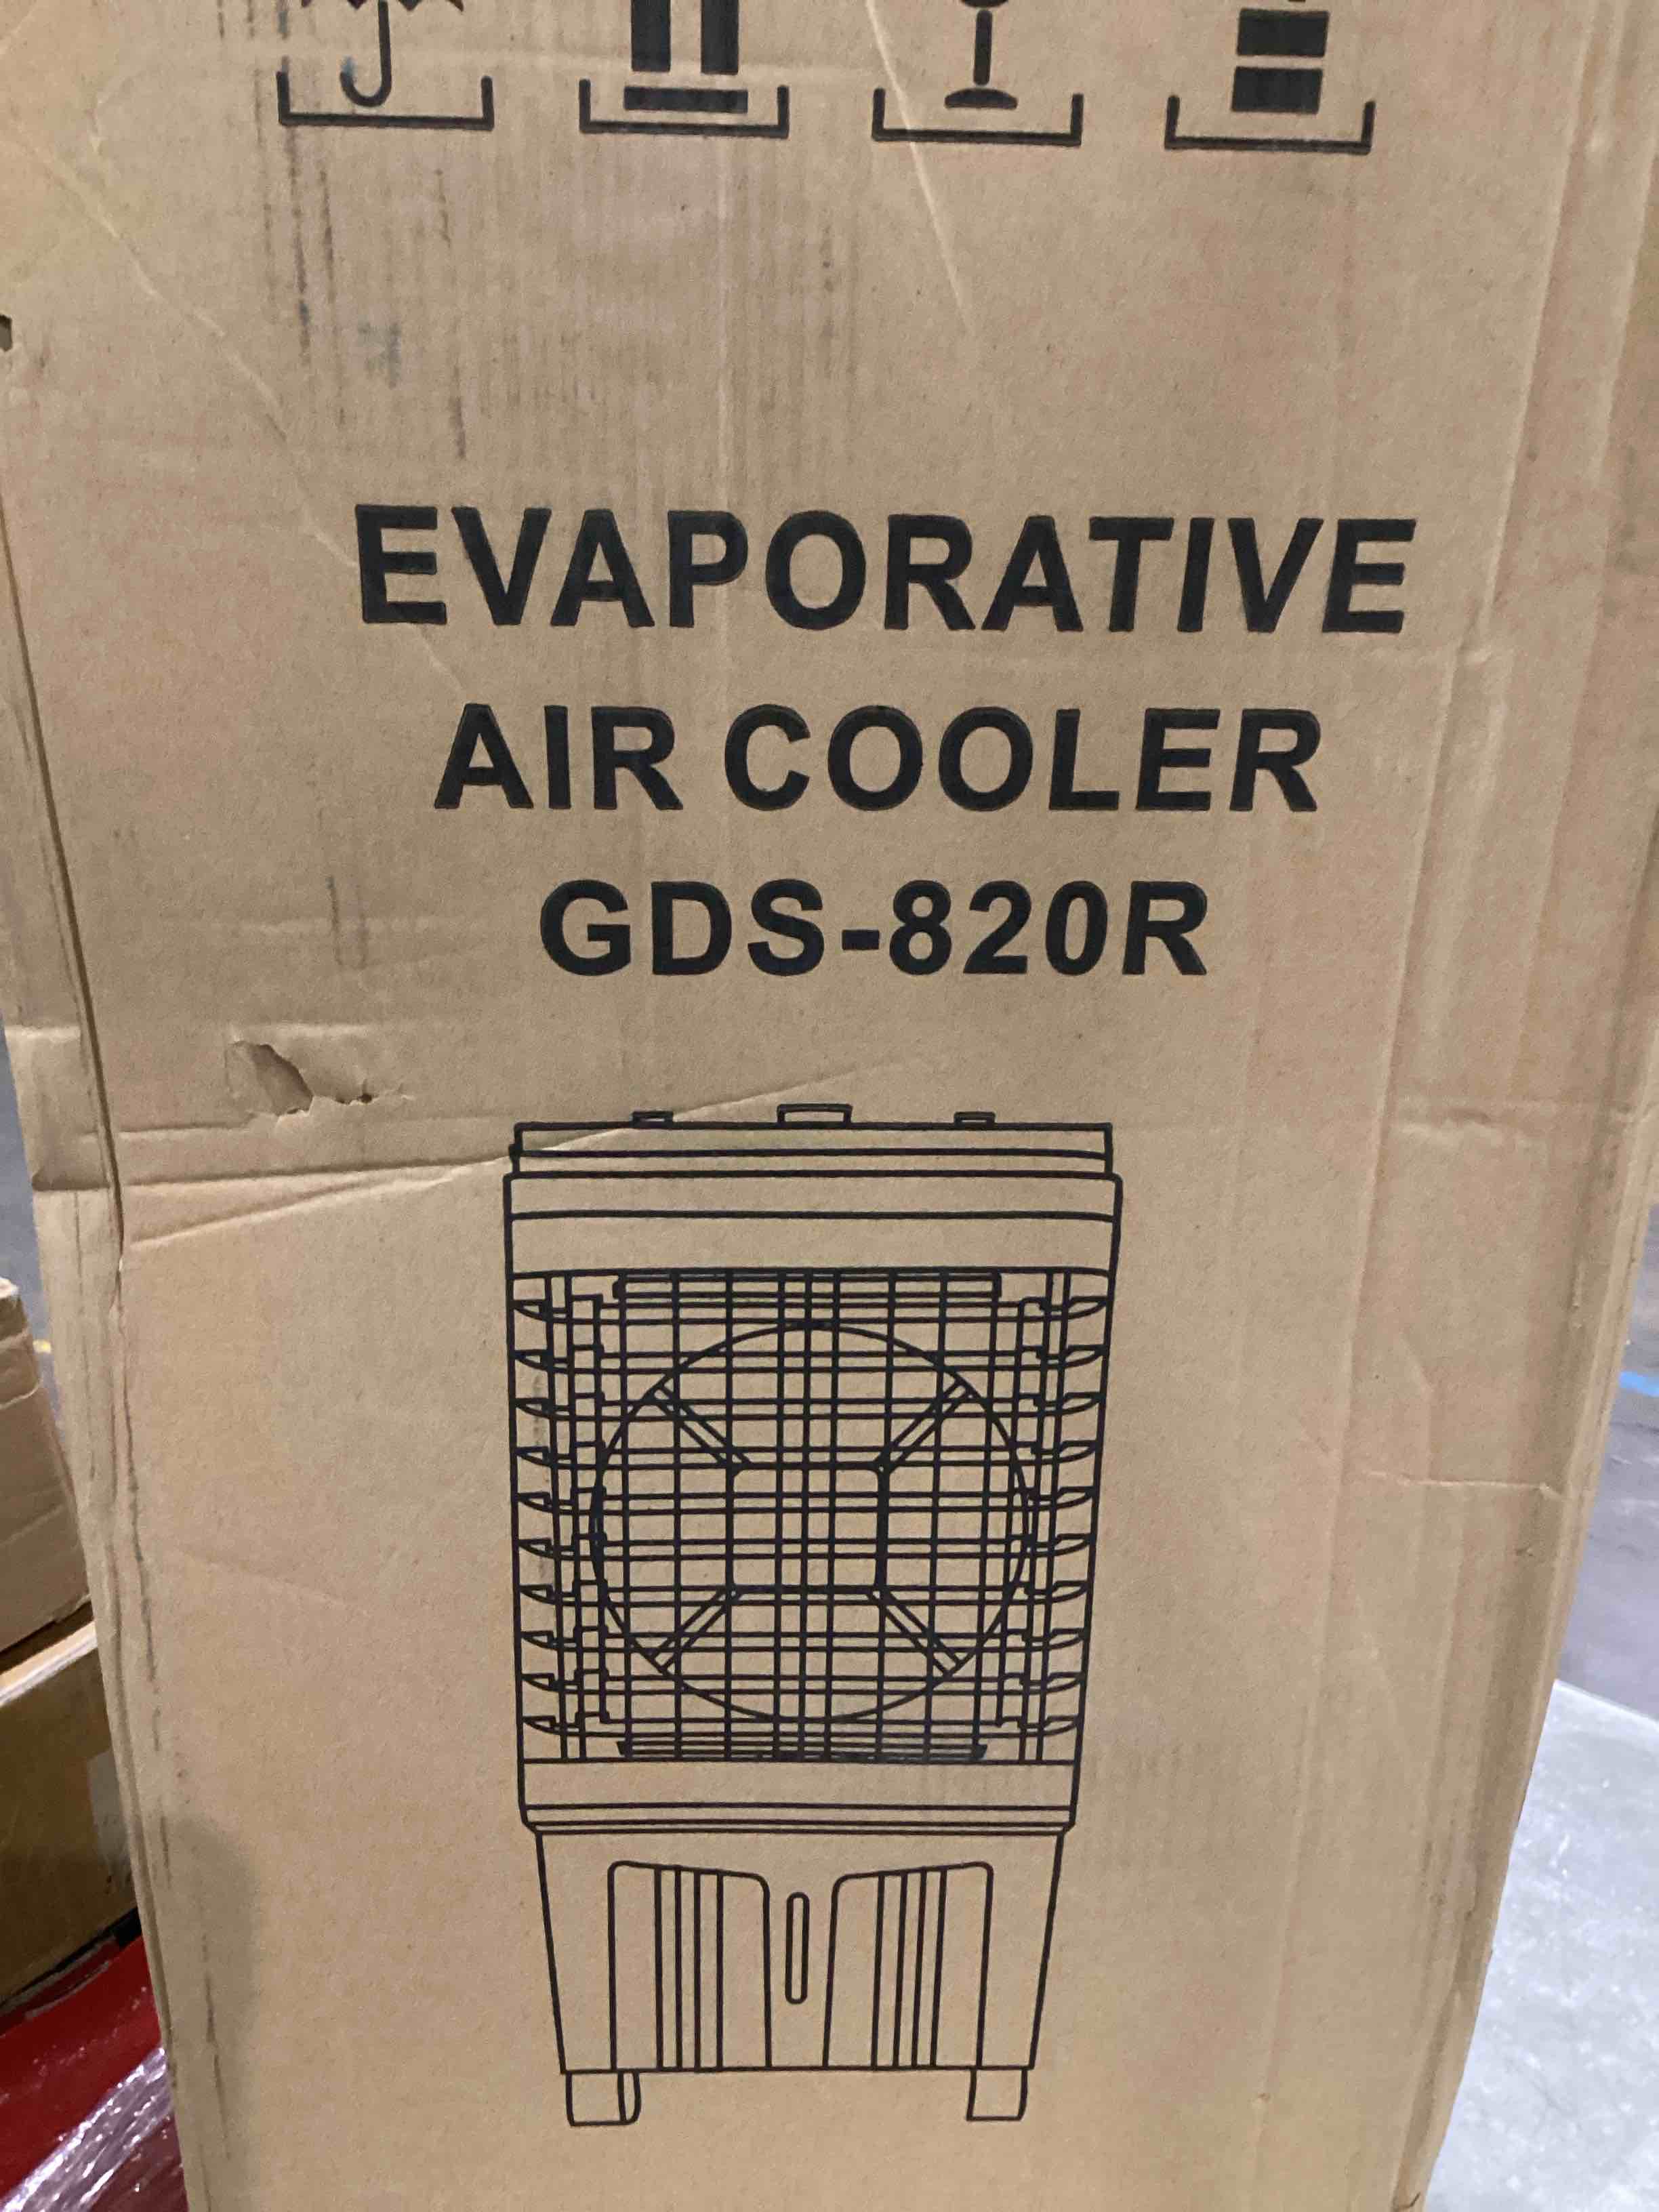 EVAPORATIVE
AIR COOLER
GDS-820R